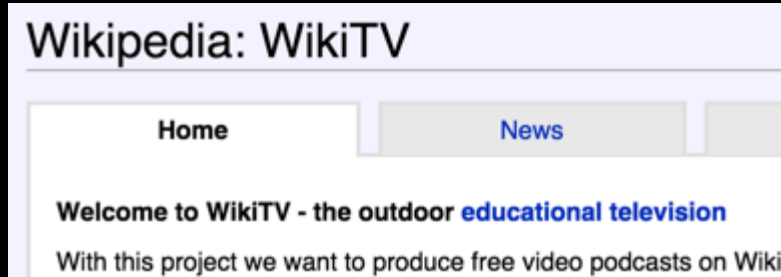 Wikipedia: WikiTV
Home News
Welcome to WikiTV - the outdoor educational television
With this project we want to produce free video podcasts on Wiki